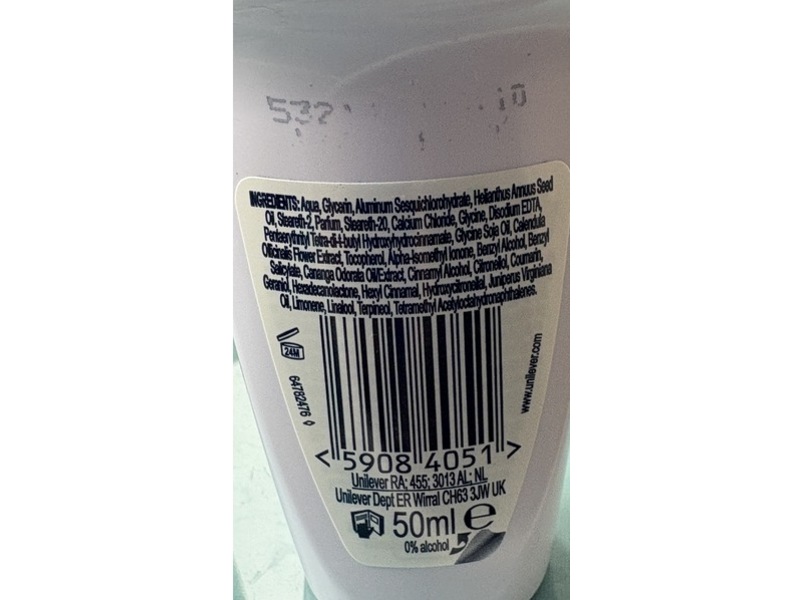 532
10
INGREDIENTS: Aqua, Glycerin, Aluminum Sesquichlorohydrate, Helianthus Annuus Seed
Oil, Steareth-2, Parfum, Steareth-20, Calcium Chloride, Glycine, Disodium EDTA,
Pentaerythrityl Tetra-di-t-butyl Hydroxyhydrocinnamate, Glycine Soja Oil, Calendula
Officinalis Flower Extract, Tocopherol, Alpha-Isomethyl Ionone, Benzyl Alcohol, Benzyl
Salicylate, Cananga Odorata Oil/Extract, Cinnamyl Alcohol, Citronellol, Coumarin,
Geraniol, Hexadecanolactone, Hexyl Cinnamal, Hydroxycitronellal, Juniperus Virginiana
Oil, Limonene, Linalool, Terpineol, Tetramethyl Acetyloctahydronaphthalenes.
24M
64782476
www.unilever.com
<5908 4051>
Unilever RA; 455; 3013 AL; NL
Unilever Dept ER Wirral CH63 3JW UK
50ml e
0% alcohol